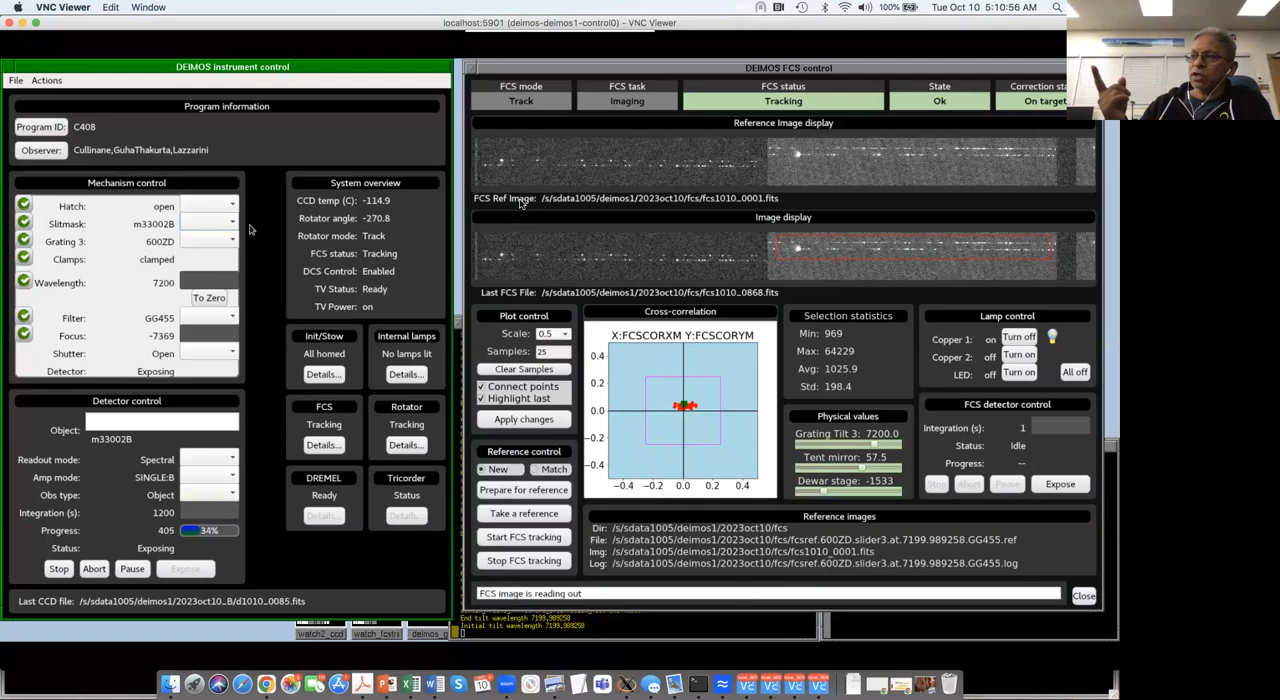 VNC Viewer Edit Window
100% Tue Oct 10 5:10:56 AM
localhost:5901 (deimos-deimos1-control0) - VNC Viewer
DEIMOS instrument control
File Actions
Program information
Program ID: C408
Observer: Cullinane,GuhaThakurta,Lazzarini
Mechanism control
Hatch: open
Slitmask: m33002B
Grating 3: 600ZD
Clamps: clamped
Wavelength: 7200
To Zero
Filter: GG455
Focus: -7369
Shutter: Open
Detector: Exposing
System overview
CCD temp (C): -114.9
Rotator angle: -270.8
Rotator mode: Track
FCS status: Tracking
DCS Control: Enabled
TV Status: Ready
TV Power: on
Init/Stow Internal lamps
All homed No lamps lit
Details... Details...
FCS Rotator
Tracking Tracking
Details... Details...
DREMEL Tricorder
Ready Status
Details... Details...
Detector control
Object:
m33002B
Readout mode: Spectral
Amp mode: SINGLE:B
Obs type: Object
Integration (s): 1200
Progress: 405 34%
Status: Exposing
Stop Abort Pause Expose
Last CCD file: /s/sdata1005/deimos1/2023oct10_B/d1010_0085.fits
DEIMOS FCS control
FCS mode FCS task FCS status State Correction sta
Track Imaging Tracking Ok On target
Reference Image display
FCS Ref Image: /s/sdata1005/deimos1/2023oct10/fcs/fcs1010_0001.fits
Image display
Last FCS File: /s/sdata1005/deimos1/2023oct10/fcs/fcs1010_0868.fits
Plot control
Scale: 0.5
Samples: 25
Clear Samples
Connect points
Highlight last
Apply changes
Reference control
New Match
Prepare for reference
Take a reference
Start FCS tracking
Stop FCS tracking
Cross-correlation
X:FCSCORXM Y:FCSCORYM
0.4
0.2
0.0
−0.2
−0.4
−0.4 −0.2 0.0 0.2 0.4
Selection statistics
Min: 969
Max: 64229
Avg: 1025.9
Std: 198.4
Physical values
Grating Tilt 3: 7200.0
Tent mirror: 57.5
Dewar stage: -1533
Lamp control
Copper 1: on Turn off
Copper 2: off Turn on
LED: off Turn on All off
FCS detector control
Integration (s): 1
Status: Idle
Progress: --
Stop Abort Pause Expose
Reference images
Dir: /s/sdata1005/deimos1/2023oct10/fcs
File: /s/sdata1005/deimos1/2023oct10/fcs/fcsref.600ZD.slider3.at.7199.989258.GG455.ref
Img: /s/sdata1005/deimos1/2023oct10/fcs/fcs1010_0001.fits
Log: /s/sdata1005/deimos1/2023oct10/fcs/fcsref.600ZD.slider3.at.7199.989258.GG455.log
FCS image is reading out
Close
End tilt wavelength 7199.989258
Initial tilt wavelength 7199.989258
watch2_ccd watch_fcstr deimos_g